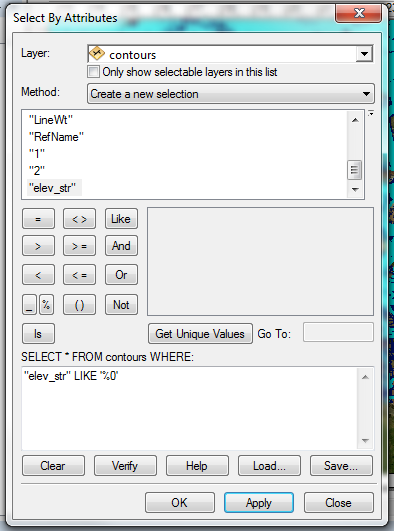 Select By Attributes
Layer: contours
Only show selectable layers in this list
Method: Create a new selection
"LineWt"
"RefName"
"1"
"2"
"elev_str"
= < > Like
> > = And
< < = Or
_ % ( ) Not
Is Get Unique Values Go To:
SELECT * FROM contours WHERE:
"elev_str" LIKE '%0'
Clear Verify Help Load... Save...
OK Apply Close